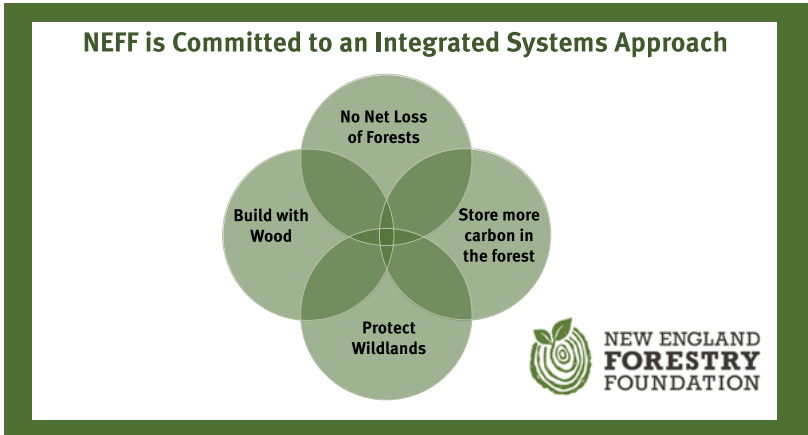 NEFF is Committed to an Integrated Systems Approach
No Net Loss
of Forests
Build with
Wood
Store more
carbon in
the forest
Protect
Wildlands
NEW ENGLAND
FORESTRY
FOUNDATION